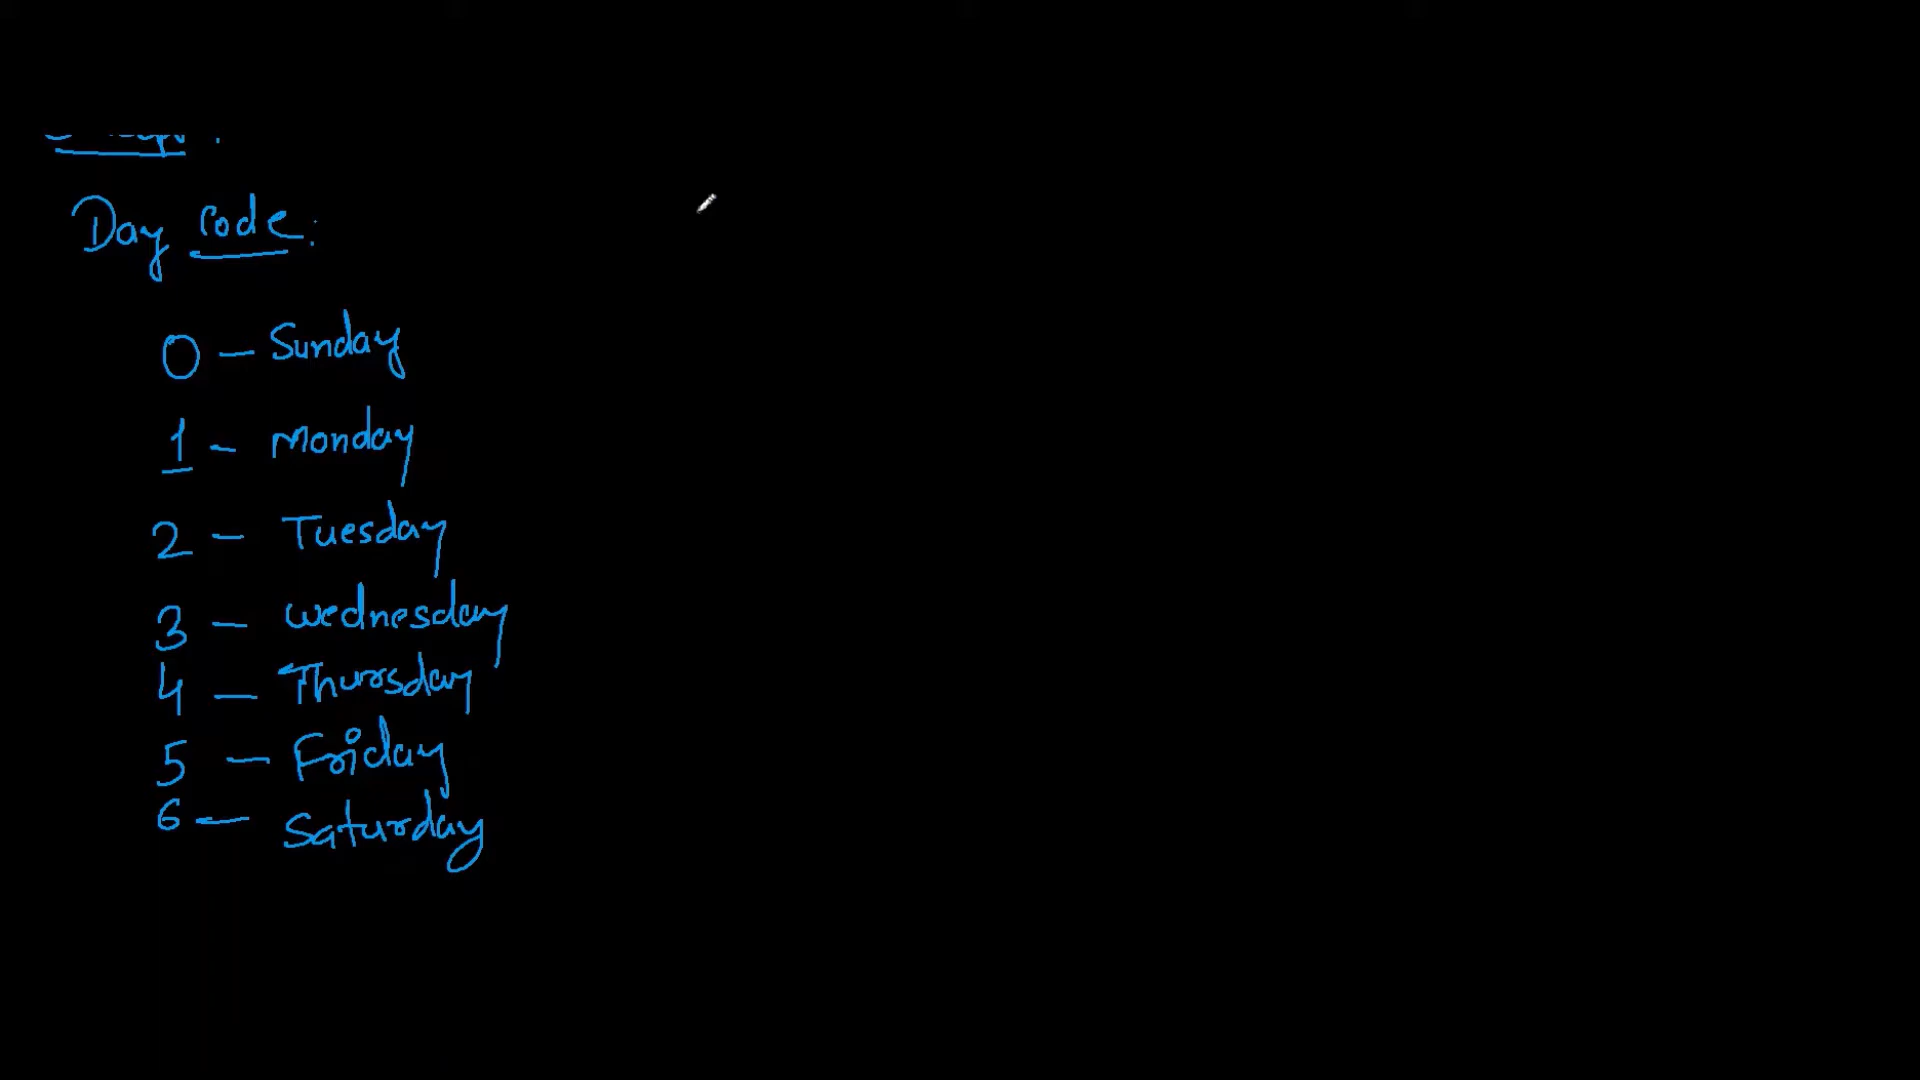 Day code:
0 - Sunday
1 - Monday
2 - Tuesday
3 - wednesday
4 - Thursday
5 - Friday
6 - Saturday